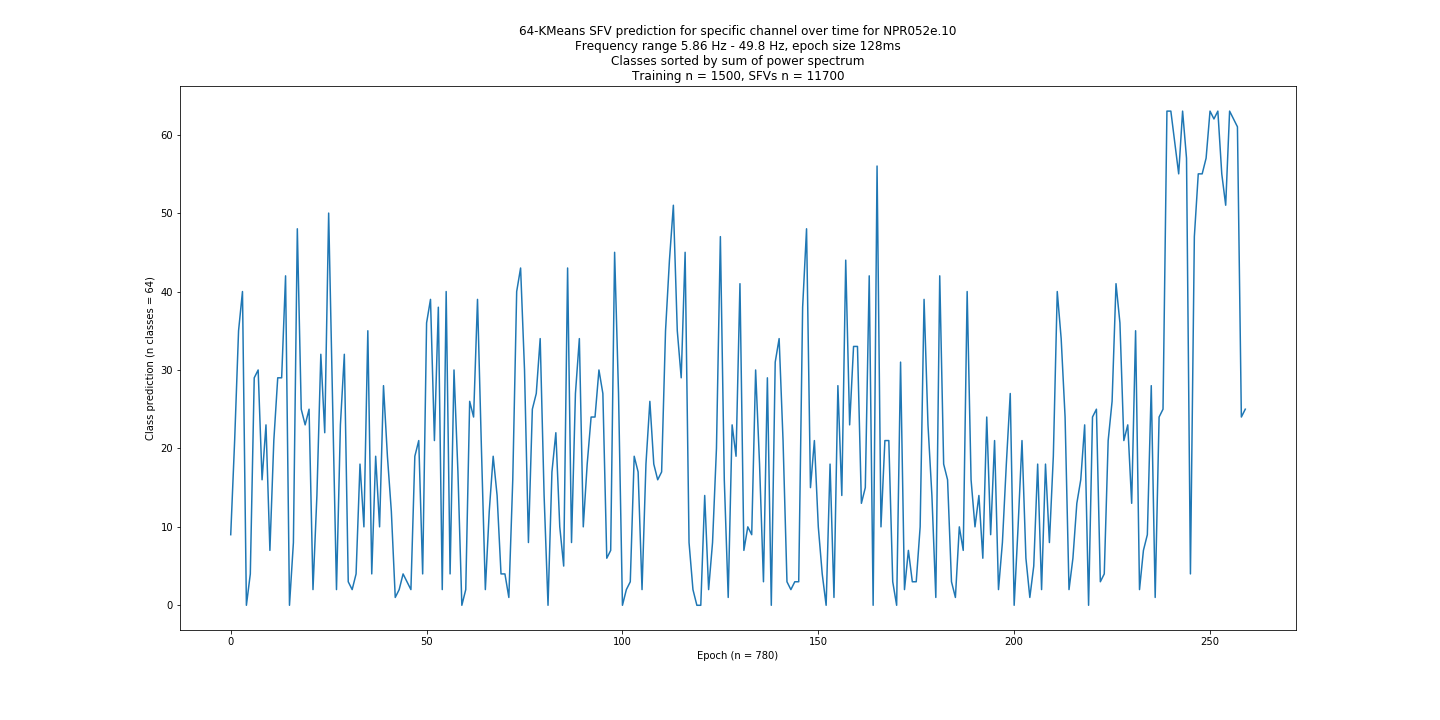 64-KMeans SFV prediction for specific channel over time for NPR052e.10
Frequency range 5.86 Hz - 49.8 Hz, epoch size 128ms
Classes sorted by sum of power spectrum
Training n = 1500, SFVs n = 11700
Class prediction (n classes = 64)
60
50
40
30
20
10
0
0 50 100 150 200 250
Epoch (n = 780)